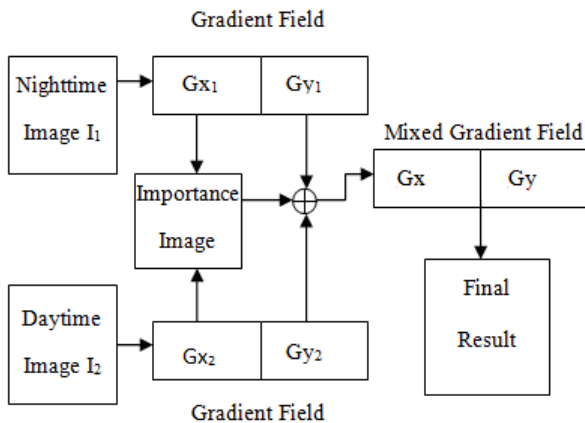 Gradient Field
Nighttime
Image I₁
Gx₁ Gy₁
Mixed Gradient Field
Gx Gy
Importance
Image
Final
Result
Daytime
Image I₂
Gx₂ Gy₂
Gradient Field